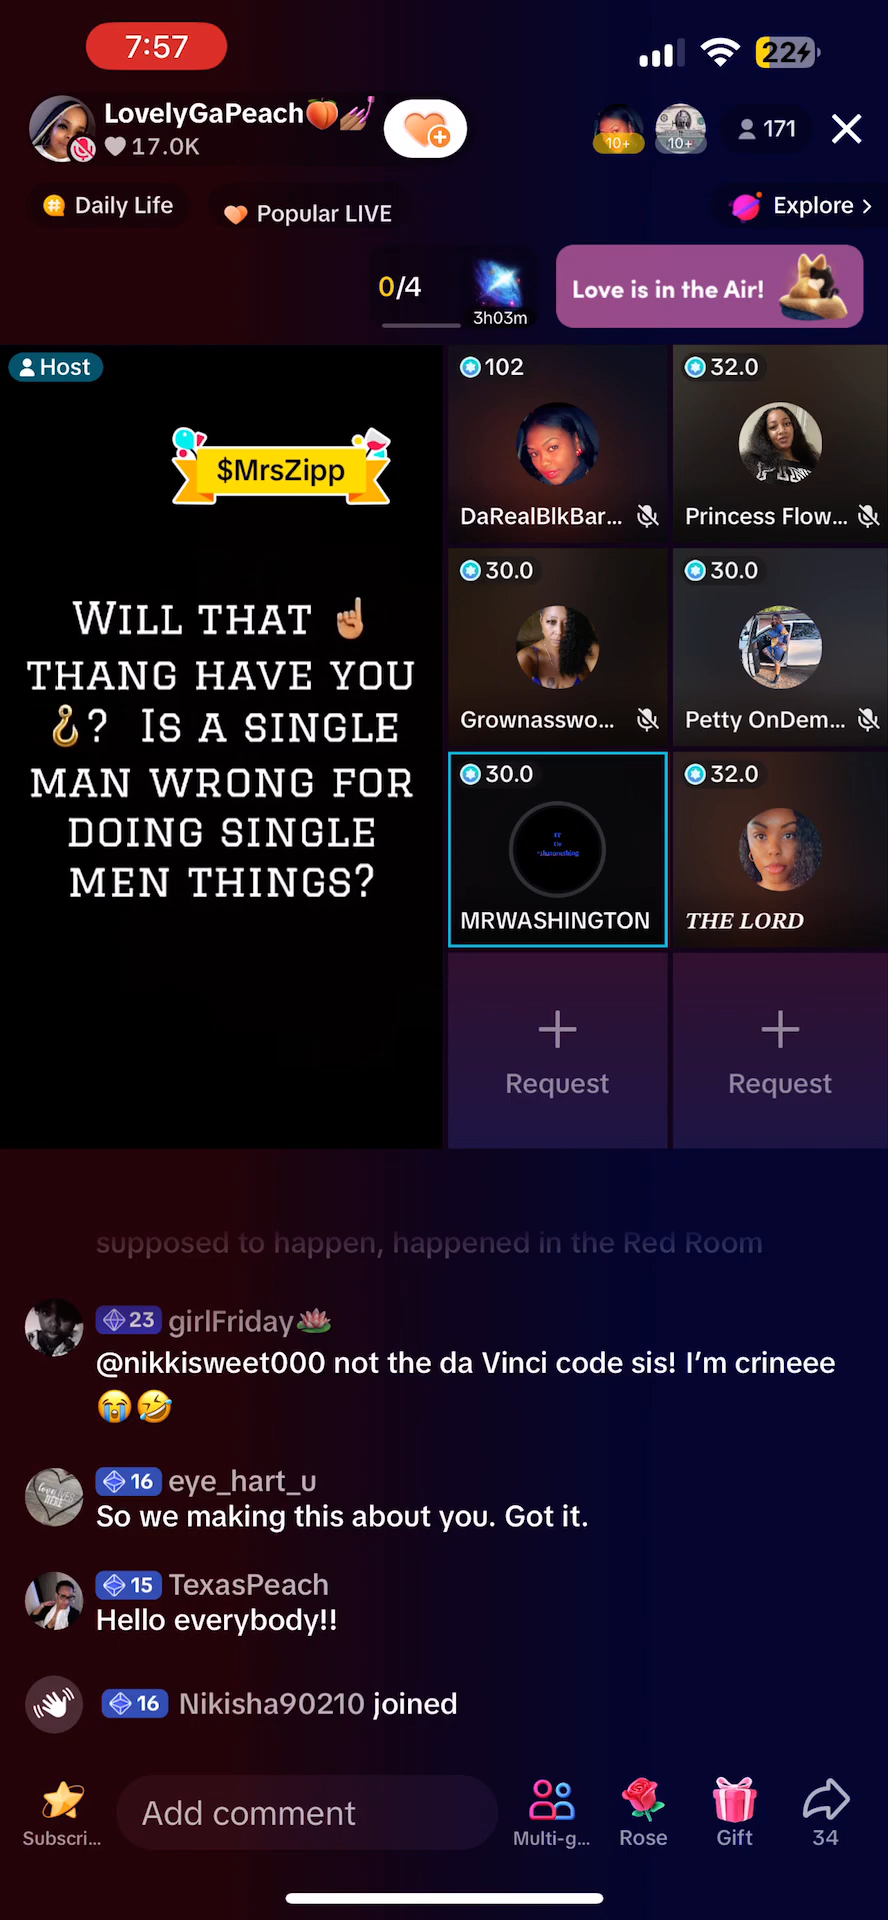 7:57
22
LovelyGaPeach🍑💅🏽
17.0K
10+
10+
171
Daily Life
Popular LIVE
Explore >
0/4
3h03m
Love is in the Air!
Host
$MrsZipp
WILL THAT ☝🏽
THANG HAVE YOU
🪝? IS A SINGLE
MAN WRONG FOR
DOING SINGLE
MEN THINGS?
102
DaRealBlkBar...
32.0
Princess Flow...
30.0
Grownasswo...
30.0
Petty OnDem...
30.0
MRWASHINGTON
32.0
THE LORD
Request
Request
supposed to happen, happened in the Red Room
23 girlFriday🪷
@nikkisweet000 not the da Vinci code sis! I'm crineee
😭🤣
16 eye_hart_u
So we making this about you. Got it.
15 TexasPeach
Hello everybody!!
16 Nikisha90210 joined
Subscri...
Add comment
Multi-g...
Rose
Gift
34